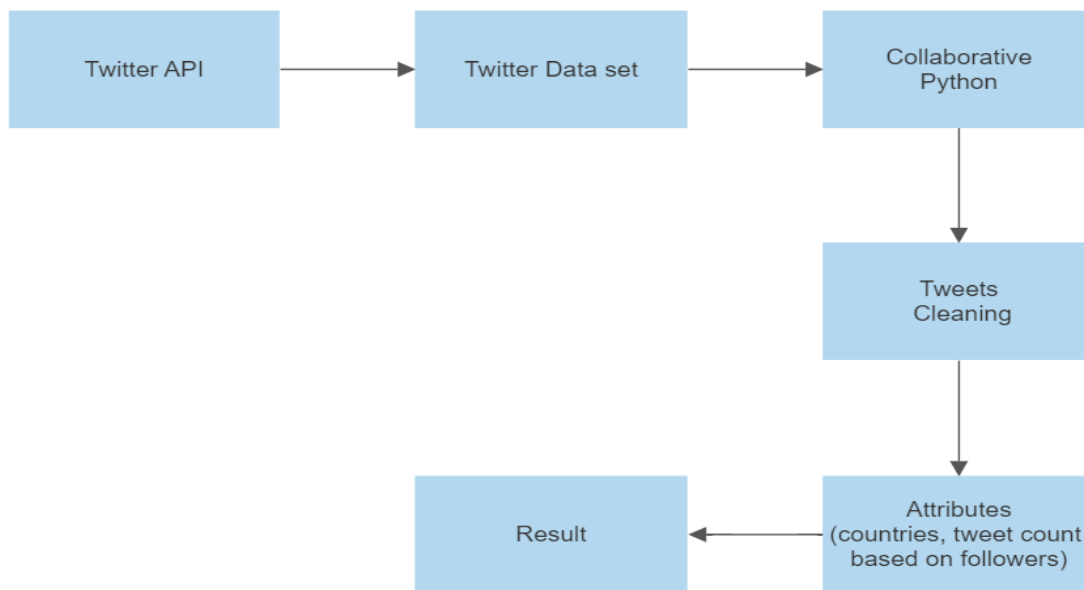 Twitter API
Twitter Data set
Collaborative
Python
Tweets
Cleaning
Attributes
(countries, tweet count
based on followers)
Result